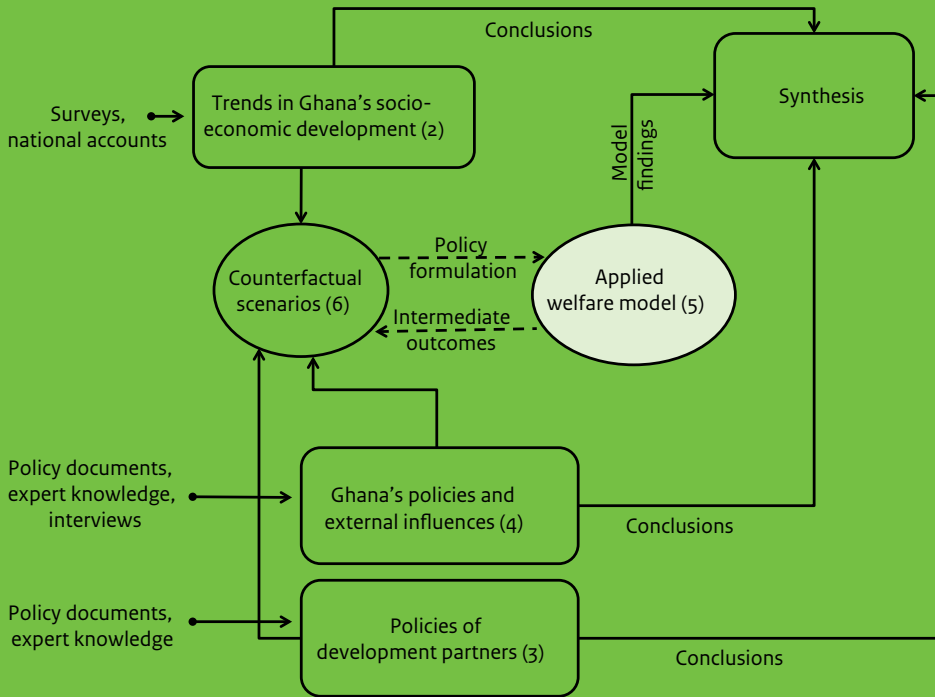 Conclusions
Trends in Ghana's socio-
economic development (2)
Surveys,
national accounts
Synthesis
Model
findings
Counterfactual
scenarios (6)
Policy
formulation
Intermediate
outcomes
Applied
welfare model (5)
Policy documents,
expert knowledge,
interviews
Ghana's policies and
external influences (4)
Conclusions
Policy documents,
expert knowledge
Policies of
development partners (3)
Conclusions